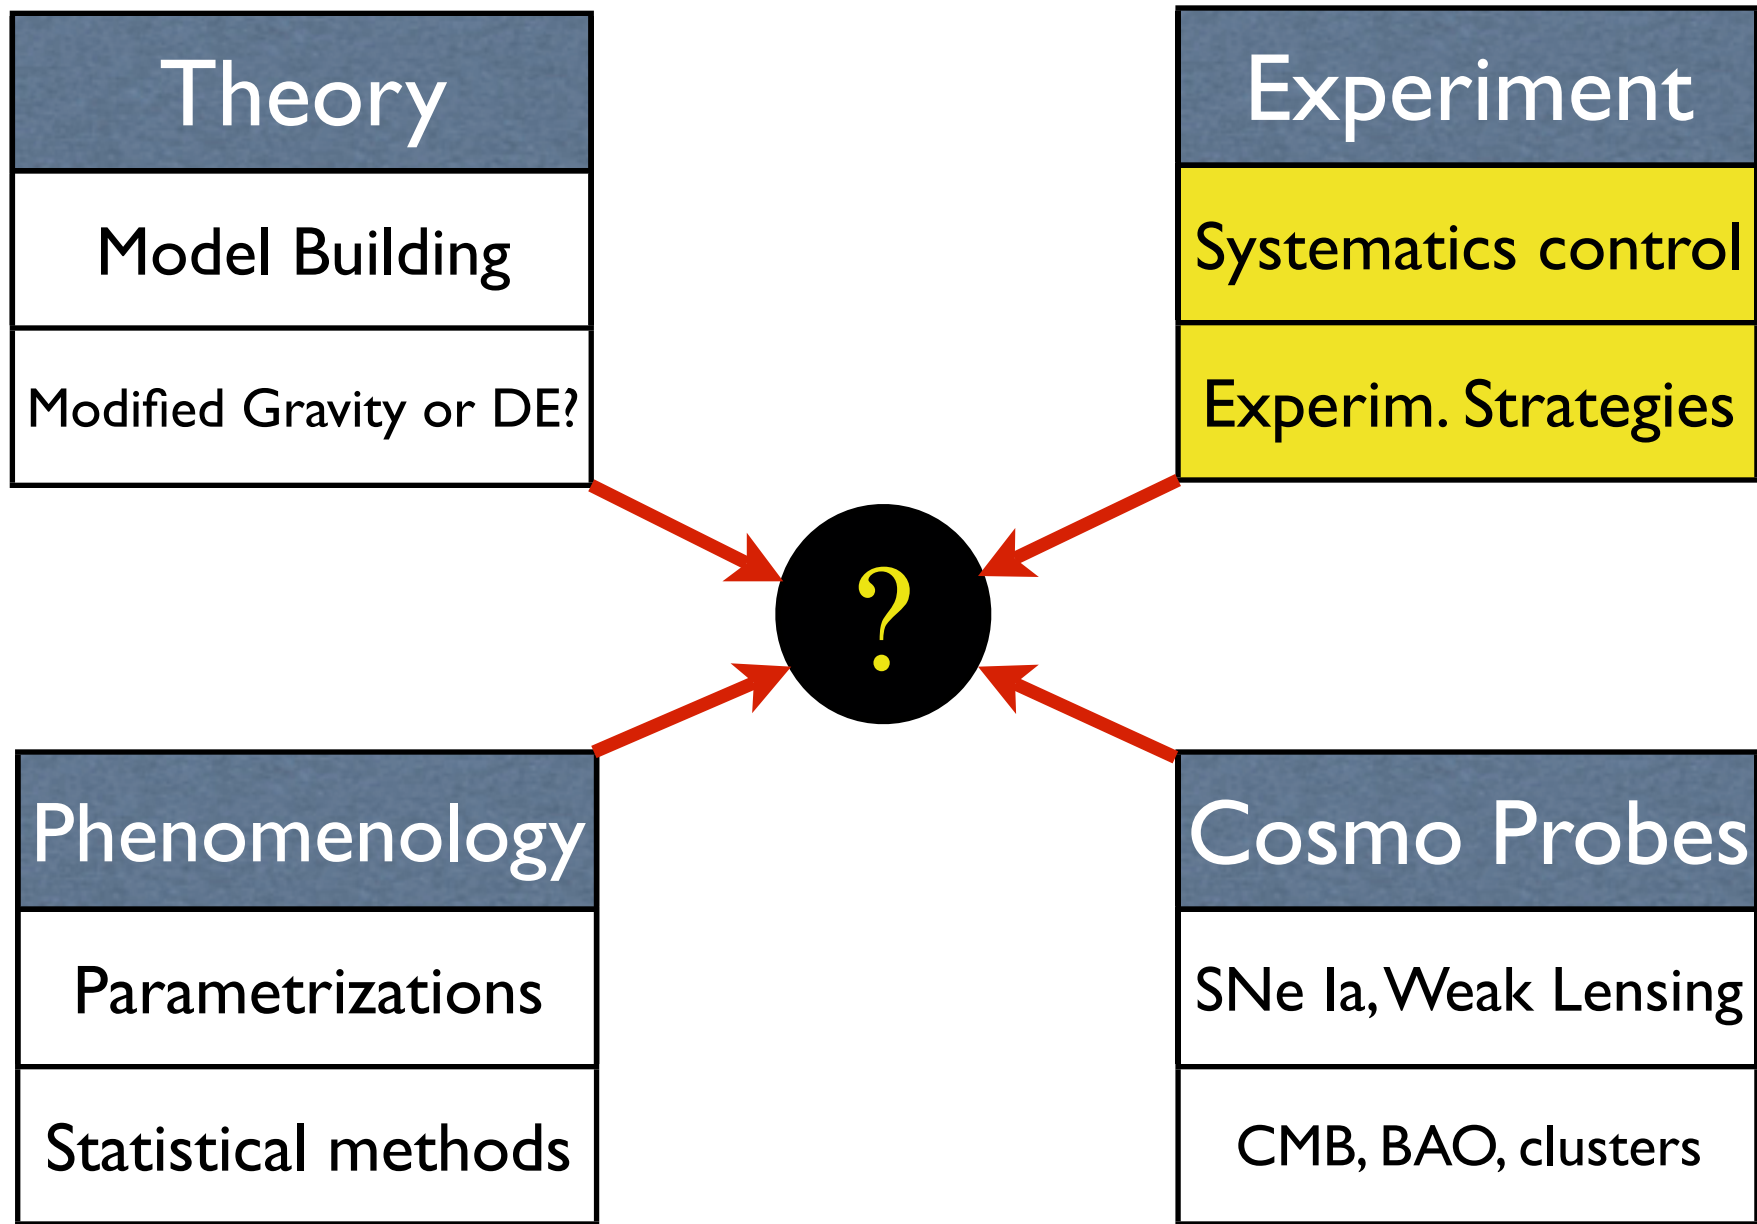 Theory
Model Building
Modified Gravity or DE?
Experiment
Systematics control
Experim. Strategies
?
Phenomenology
Parametrizations
Statistical methods
Cosmo Probes
SNe Ia, Weak Lensing
CMB, BAO, clusters